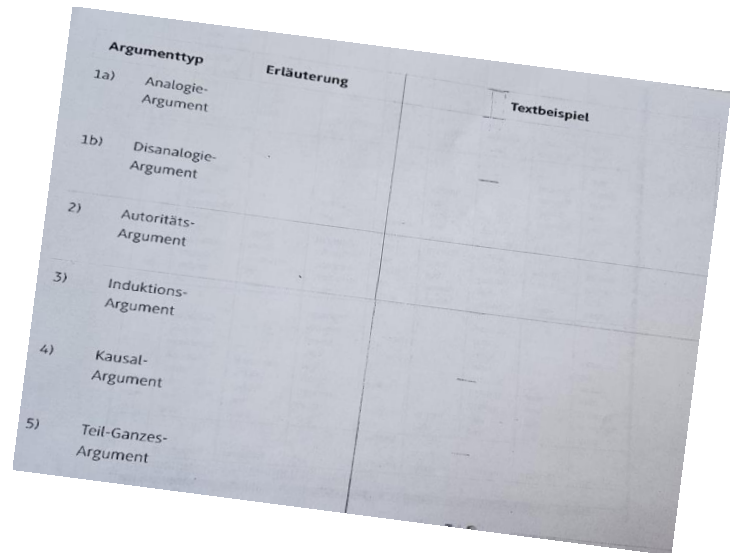 Argumenttyp Erläuterung Textbeispiel
1a) Analogie-
Argument
1b) Disanalogie-
Argument
—
2) Autoritäts-
Argument
3) Induktions-
Argument
4) Kausal-
Argument
—
5) Teil-Ganzes-
Argument
—